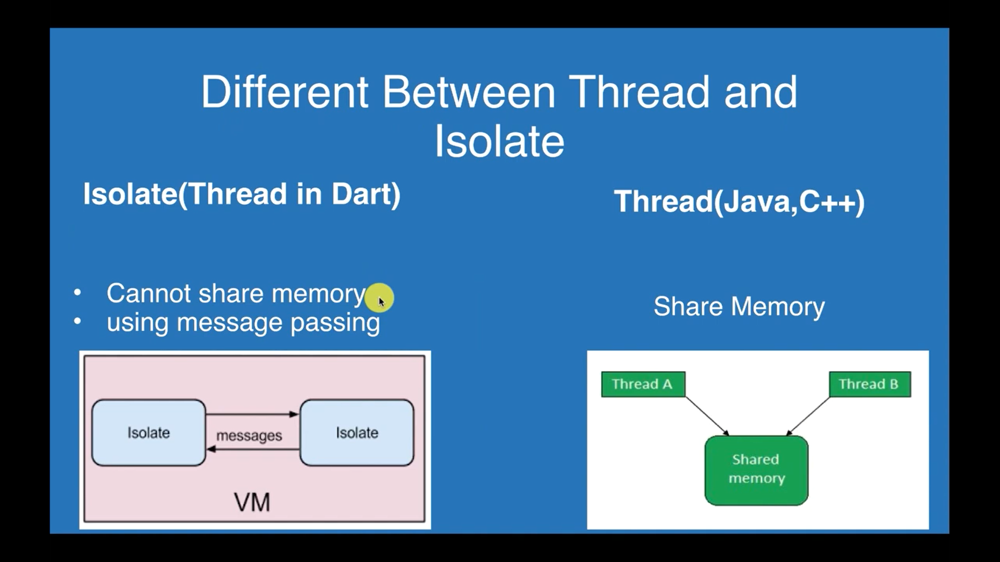 Different Between Thread and
Isolate
Isolate(Thread in Dart)
Thread(Java,C++)
• Cannot share memory
• using message passing
Share Memory
Isolate
messages
Isolate
VM
Thread A
Thread B
Shared
memory